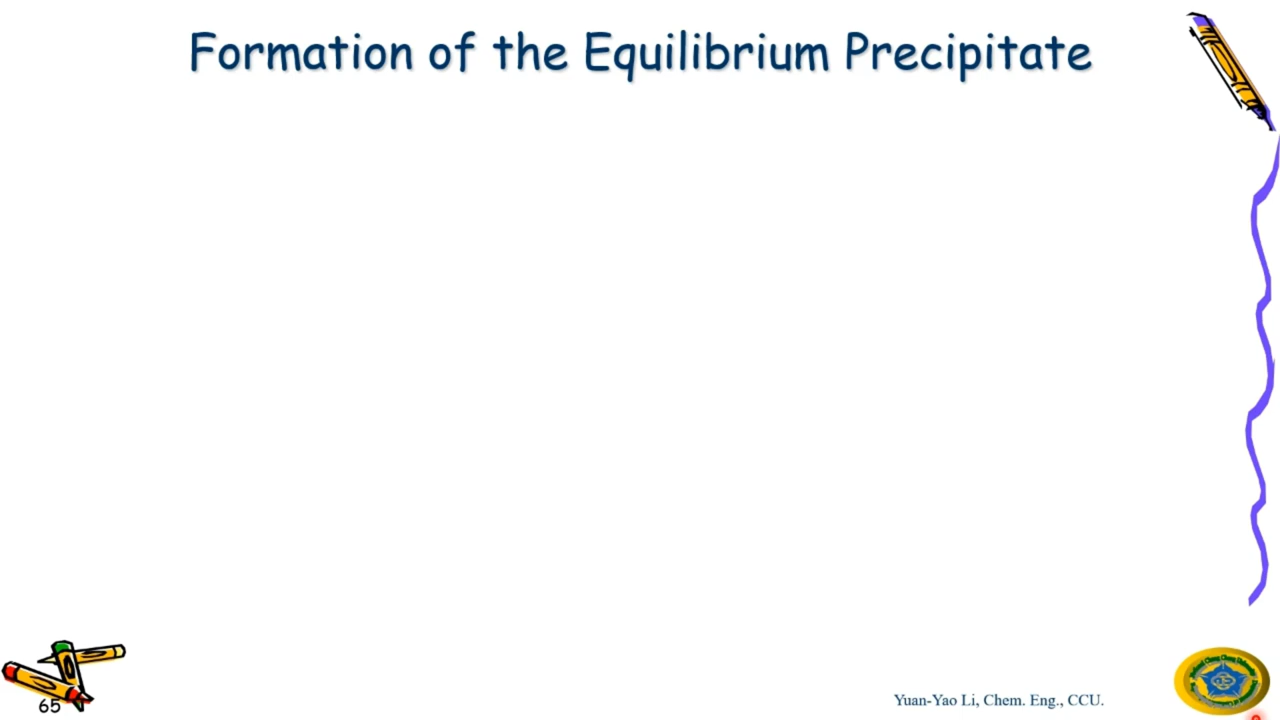 Formation of the Equilibrium Precipitate
65
Yuan-Yao Li, Chem. Eng., CCU.